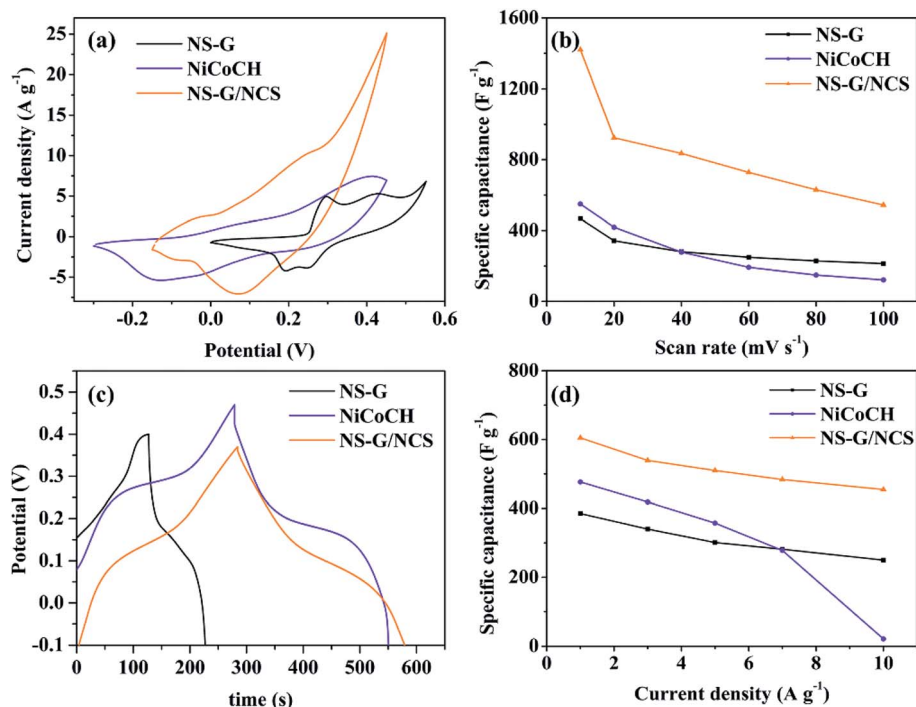 (a)
NS-G
NiCoCH
NS-G/NCS
25
20
15
10
5
0
-5
-0.2
0.0
0.2
0.4
0.6
Current density (A g⁻¹)
Potential (V)
(b)
NS-G
NiCoCH
NS-G/NCS
1600
1200
800
400
0
0
20
40
60
80
100
Specific capacitance (F g⁻¹)
Scan rate (mV s⁻¹)
(c)
NS-G
NiCoCH
NS-G/NCS
0.5
0.4
0.3
0.2
0.1
0.0
-0.1
0
100
200
300
400
500
600
Potential (V)
time (s)
(d)
NS-G
NiCoCH
NS-G/NCS
800
600
400
200
0
0
2
4
6
8
10
Specific capacitance (F g⁻¹)
Current density (A g⁻¹)